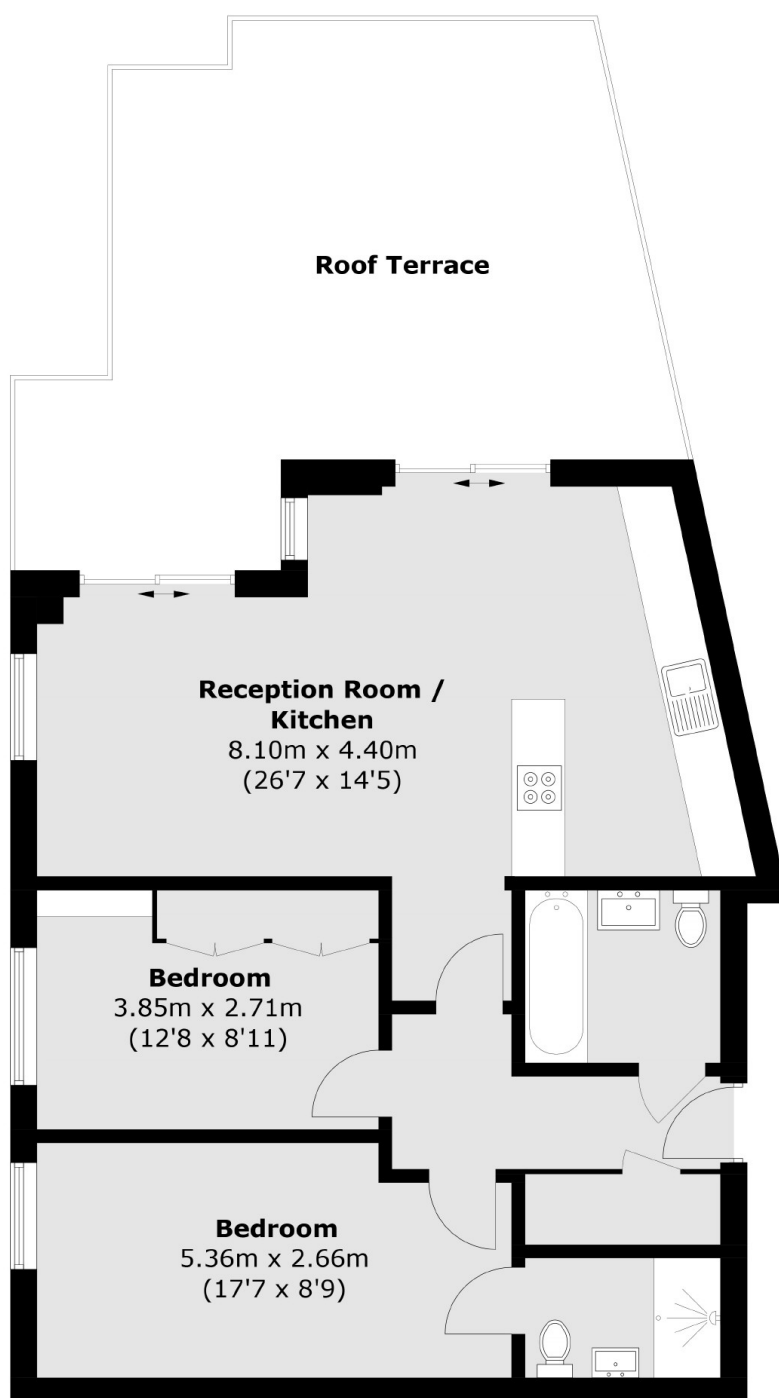 Roof Terrace
Reception Room /
Kitchen
8.10m x 4.40m
(26'7 x 14'5)
Bedroom
3.85m x 2.71m
(12'8 x 8'11)
Bedroom
5.36m x 2.66m
(17'7 x 8'9)